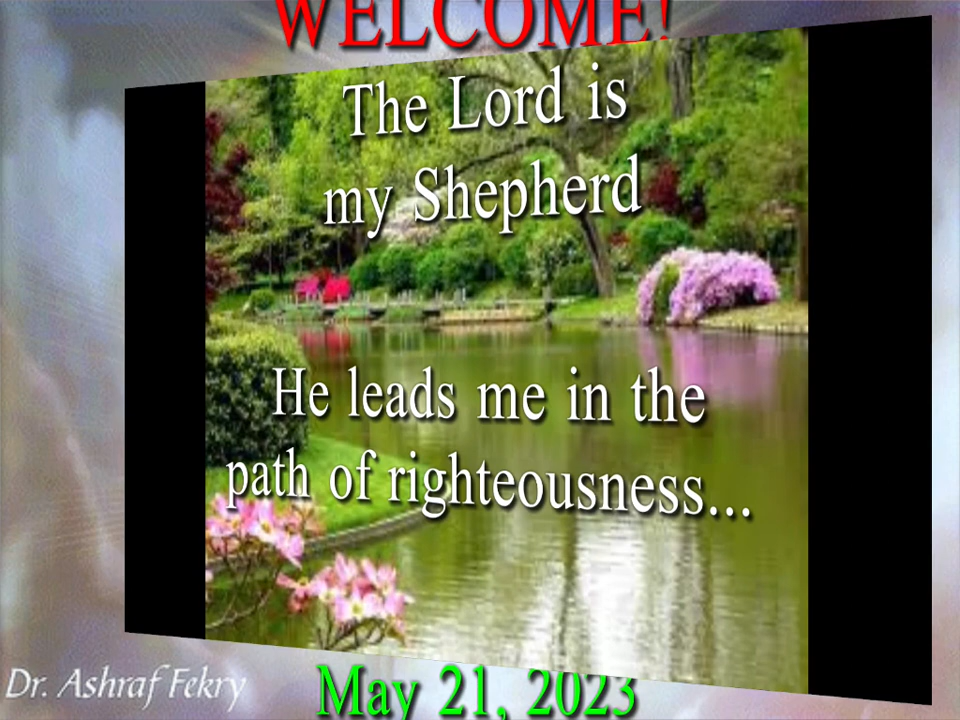 WELCOME!
The Lord is
my Shepherd
He leads me in the
path of righteousness...
Dr. Ashraf Fekry
May 21, 2023